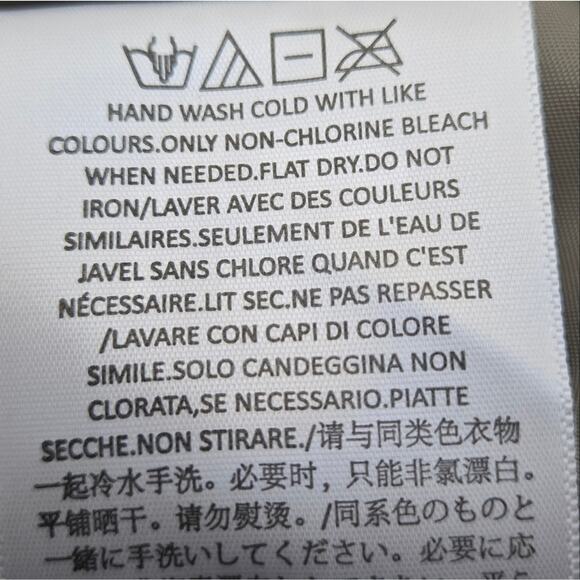 HAND WASH COLD WITH LIKE
COLOURS.ONLY NON-CHLORINE BLEACH
WHEN NEEDED.FLAT DRY.DO NOT
IRON/LAVER AVEC DES COULEURS
SIMILAIRES.SEULEMENT DE L'EAU DE
JAVEL SANS CHLORE QUAND C'EST
NÉCESSAIRE.LIT SEC.NE PAS REPASSER
/LAVARE CON CAPI DI COLORE
SIMILE.SOLO CANDEGGINA NON
CLORATA,SE NECESSARIO.PIATTE
SECCHE.NON STIRARE./请与同类色衣物
一起冷水手洗。必要时，只能非氯漂白。
平铺晒干。请勿熨烫。/同系色のものと
一緒に手洗いしてください。必要に応